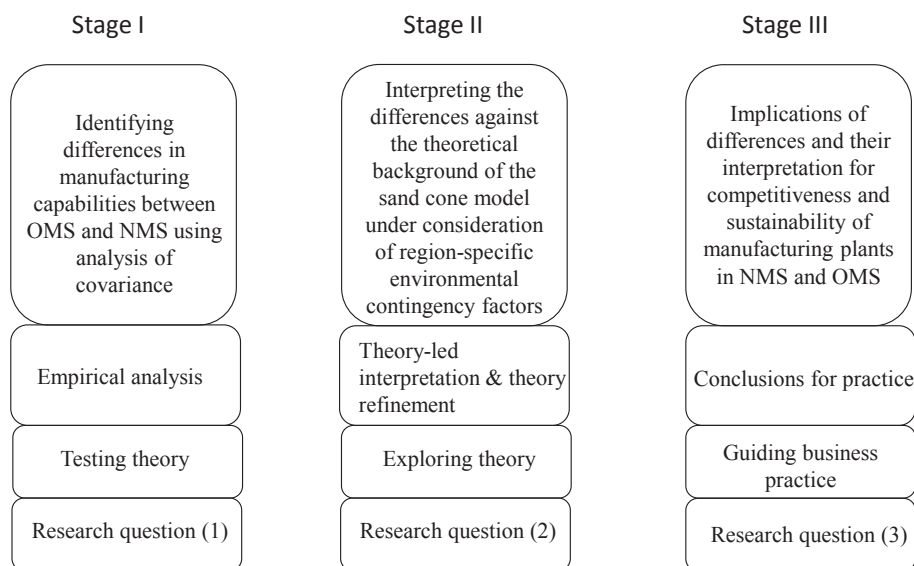 Stage I
Identifying
differences in
manufacturing
capabilities between
OMS and NMS using
analysis of
covariance
Empirical analysis
Testing theory
Research question (1)
Stage II
Interpreting the
differences against
the theoretical
background of the
sand cone model
under consideration
of region-specific
environmental
contingency factors
Theory-led
interpretation & theory
refinement
Exploring theory
Research question (2)
Stage III
Implications of
differences and their
interpretation for
competitiveness and
sustainability of
manufacturing plants
in NMS and OMS
Conclusions for practice
Guiding business
practice
Research question (3)